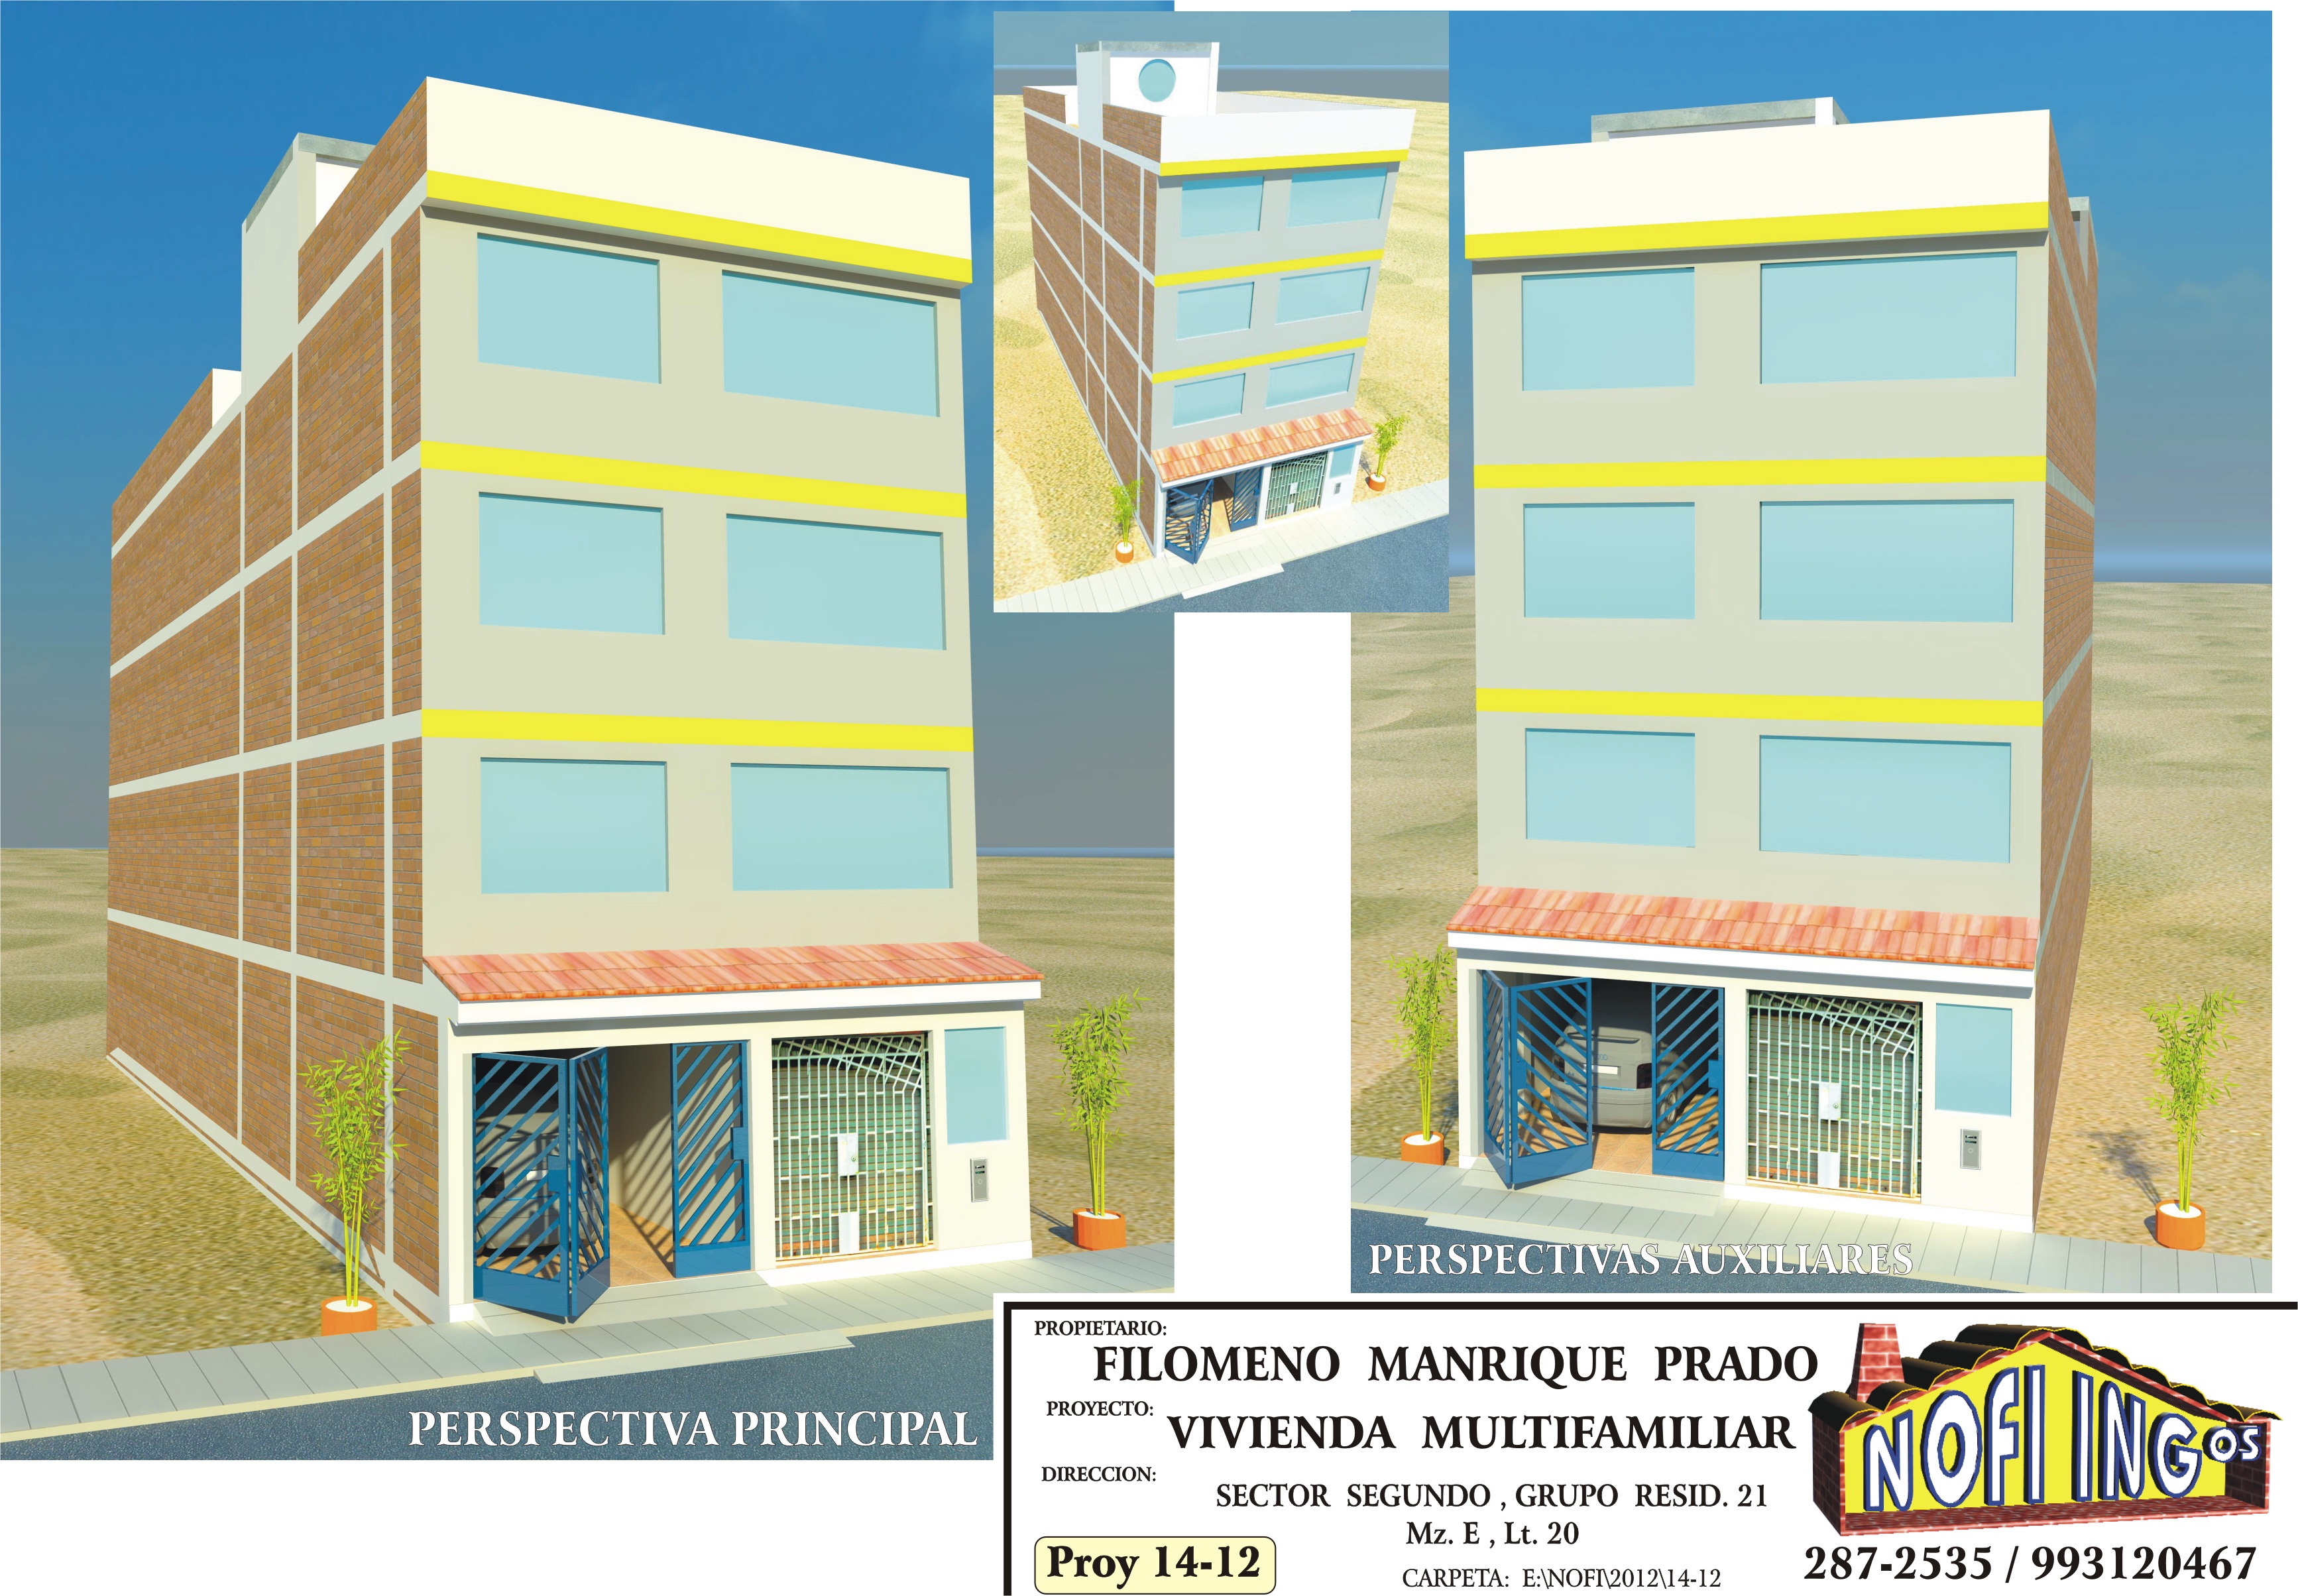 PERSPECTIVA PRINCIPAL
PERSPECTIVAS AUXILIARES
PROPIETARIO:
FILOMENO MANRIQUE PRADO
PROYECTO:
VIVIENDA MULTIFAMILIAR
DIRECCION:
SECTOR SEGUNDO , GRUPO RESID. 21
Mz. E , Lt. 20
Proy 14-12
CARPETA: E:\NOFI\2012\14-12
NOFI INGOS
287-2535 / 993120467